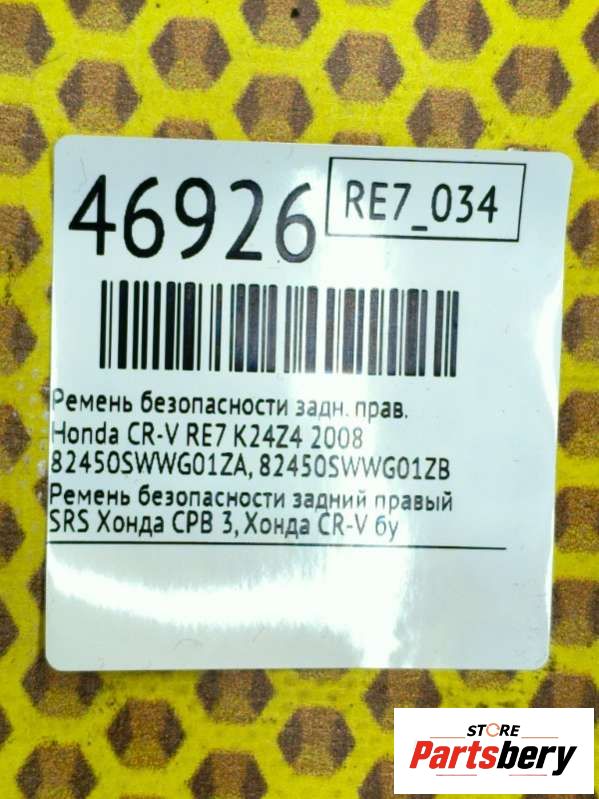 46926
RE7_034
Ремень безопасности задн. прав.
Honda CR-V RE7 K24Z4 2008
82450SWWG01ZA, 82450SWWG01ZB
Ремень безопасности задний правый
SRS Хонда СРВ 3, Хонда CR-V бу
STORE
Partsbery